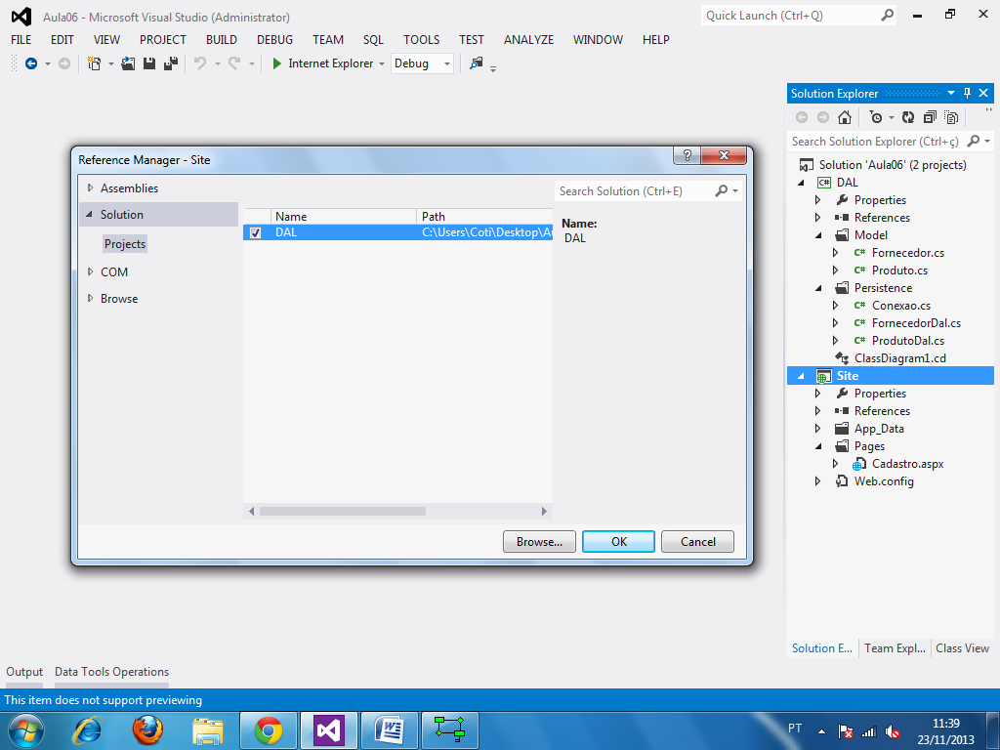 Aula06 - Microsoft Visual Studio (Administrator)
Quick Launch (Ctrl+Q)
FILE EDIT VIEW PROJECT BUILD DEBUG TEAM SQL TOOLS TEST ANALYZE WINDOW HELP
Internet Explorer Debug
Solution Explorer
Search Solution Explorer (Ctrl+ç)
Solution 'Aula06' (2 projects)
C# DAL
Properties
References
Model
C# Fornecedor.cs
C# Produto.cs
Persistence
C# Conexao.cs
C# FornecedorDal.cs
C# ProdutoDal.cs
ClassDiagram1.cd
Site
Properties
References
App_Data
Pages
Cadastro.aspx
Web.config
Solution E... Team Expl... Class View
Reference Manager - Site
?
Assemblies
Solution
Projects
COM
Browse
Search Solution (Ctrl+E)
Name Path
DAL C:\Users\Coti\Desktop\A
Name:
DAL
Browse... OK Cancel
Output Data Tools Operations
This item does not support previewing
PT
11:39
23/11/2013